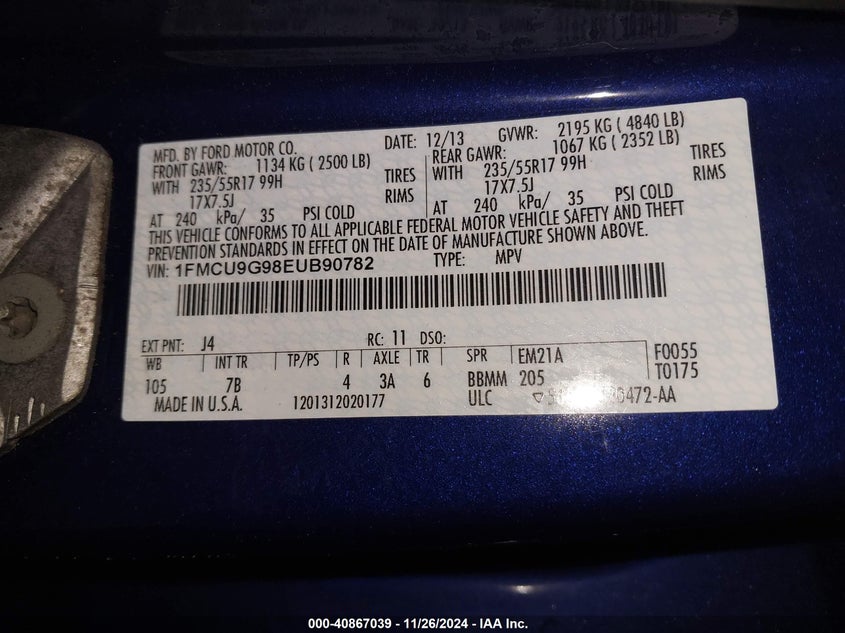 MFD. BY FORD MOTOR CO. DATE: 12/13 GVWR: 2195 KG ( 4840 LB)
FRONT GAWR: 1134 KG ( 2500 LB) REAR GAWR: 1067 KG ( 2352 LB)
WITH 235/55R17 99H TIRES WITH 235/55R17 99H TIRES
17X7.5J RIMS 17X7.5J RIMS
AT 240 kPa/ 35 PSI COLD AT 240 kPa/ 35 PSI COLD
THIS VEHICLE CONFORMS TO ALL APPLICABLE FEDERAL MOTOR VEHICLE SAFETY AND THEFT
PREVENTION STANDARDS IN EFFECT ON THE DATE OF MANUFACTURE SHOWN ABOVE.
VIN: 1FMCU9G98EUB90782 TYPE: MPV
EXT PNT: J4 RC: 11 DSO:
WB INT TR TP/PS R AXLE TR SPR EM21A F0055
105 7B 4 3A 6 BBMM 205 T0175
MADE IN U.S.A. 1201312020177 ULC
000-40867039 - 11/26/2024 - IAA Inc.